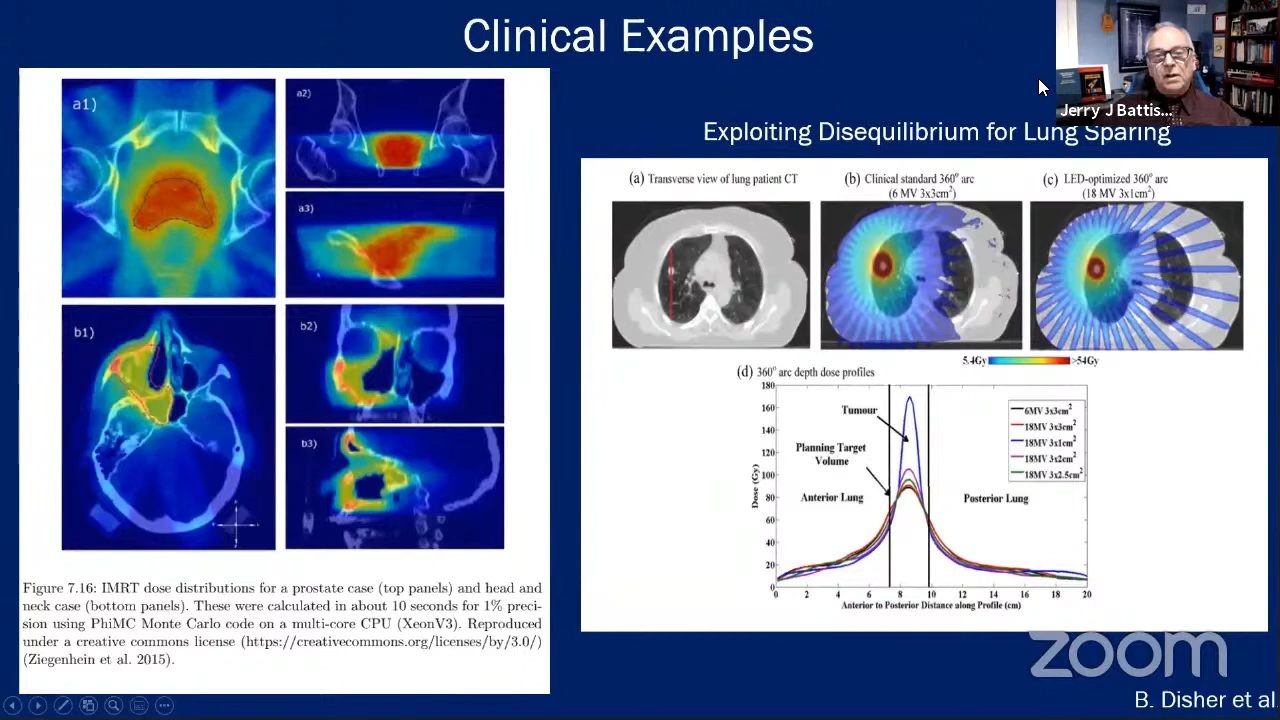 Clinical Examples
Jerry J Battis...
Exploiting Disequilibrium for Lung Sparing
a1)
a2)
a3)
b1)
b2)
b3)
Figure 7.16: IMRT dose distributions for a prostate case (top panels) and head and
neck case (bottom panels). These were calculated in about 10 seconds for 1% preci-
sion using PhiMC Monte Carlo code on a multi-core CPU (XeonV3). Reproduced
under a creative commons license (https://creativecommons.org/licenses/by/3.0/)
(Ziegenhein et al. 2015).
(a) Transverse view of lung patient CT
(b) Clinical standard 360° arc
(6 MV 3x3cm²)
(c) LED-optimized 360° arc
(18 MV 3x1cm²)
5.4Gy
>54Gy
(d) 360° arc depth dose profiles
180
160
140
120
100
80
60
40
20
0
Dose (Gy)
Tumour
Planning Target
Volume
Anterior Lung
Posterior Lung
6MV 3x3cm²
18MV 3x3cm²
18MV 3x1cm²
18MV 3x2cm²
18MV 3x2.5cm²
0 2 4 6 8 10 12 14 16 18 20
Anterior to Posterior Distance along Profile (cm)
zoom
B. Disher et al